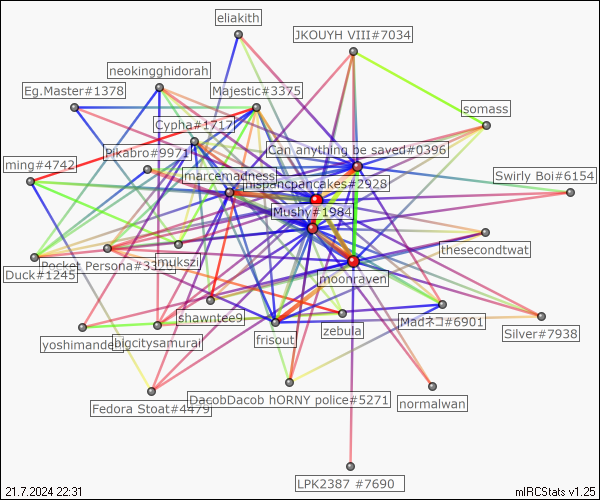 eliakith
JKOUYH VIII#7034
neokingghidorah
Eg.Master#1378
Majestic#3375
somass
Cypha#1717
Can anything be saved#0396
Pikabro#9971
ming#4742
marcemadness
Swirly Boi#6154
hispancpancakes#2928
Mushy#1984
thesecondtwat
mukszi
Pocket Persona#33
Duck#1245
moonraven
shawntee9
Madネコ#6901
zebula
Silver#7938
yoshimande
bigcitysamurai
frisout
DacobDacob hORNY police#5271
normalwan
Fedora Stoat#4479
LPK2387 #7690
21.7.2024 22:31
mIRCStats v1.25